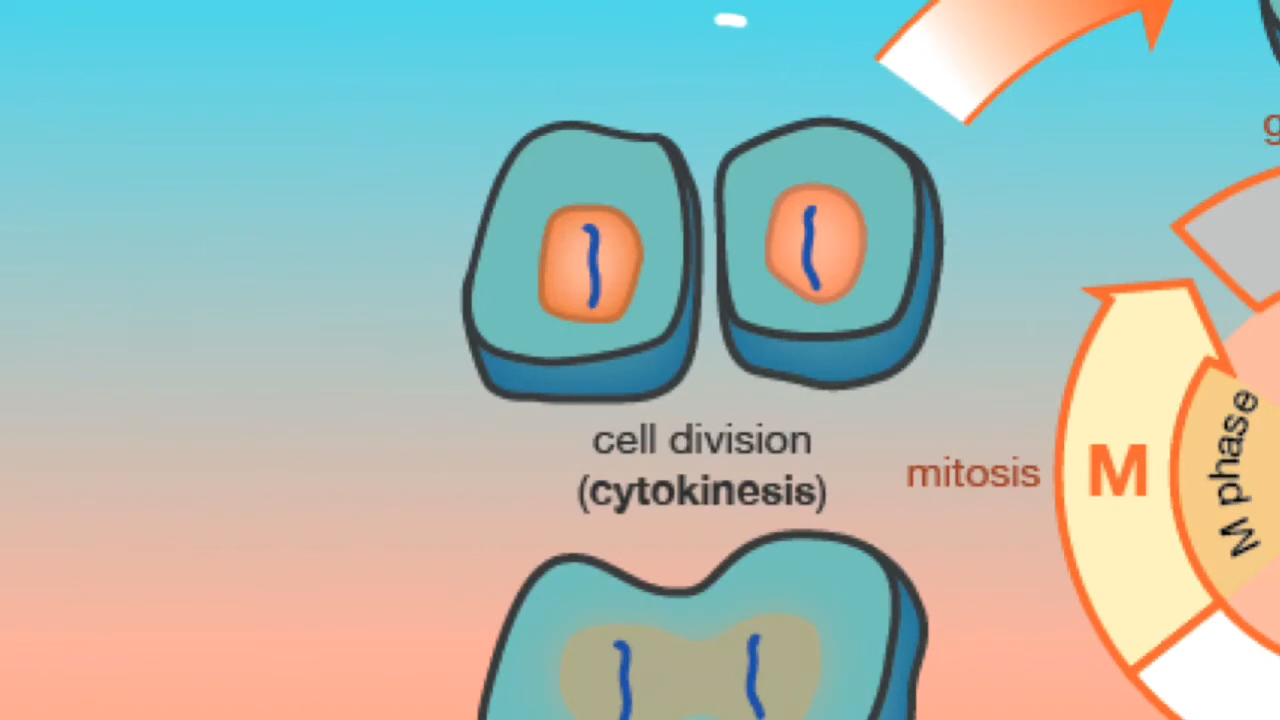 cell division
(cytokinesis)
mitosis
M
M phase
g